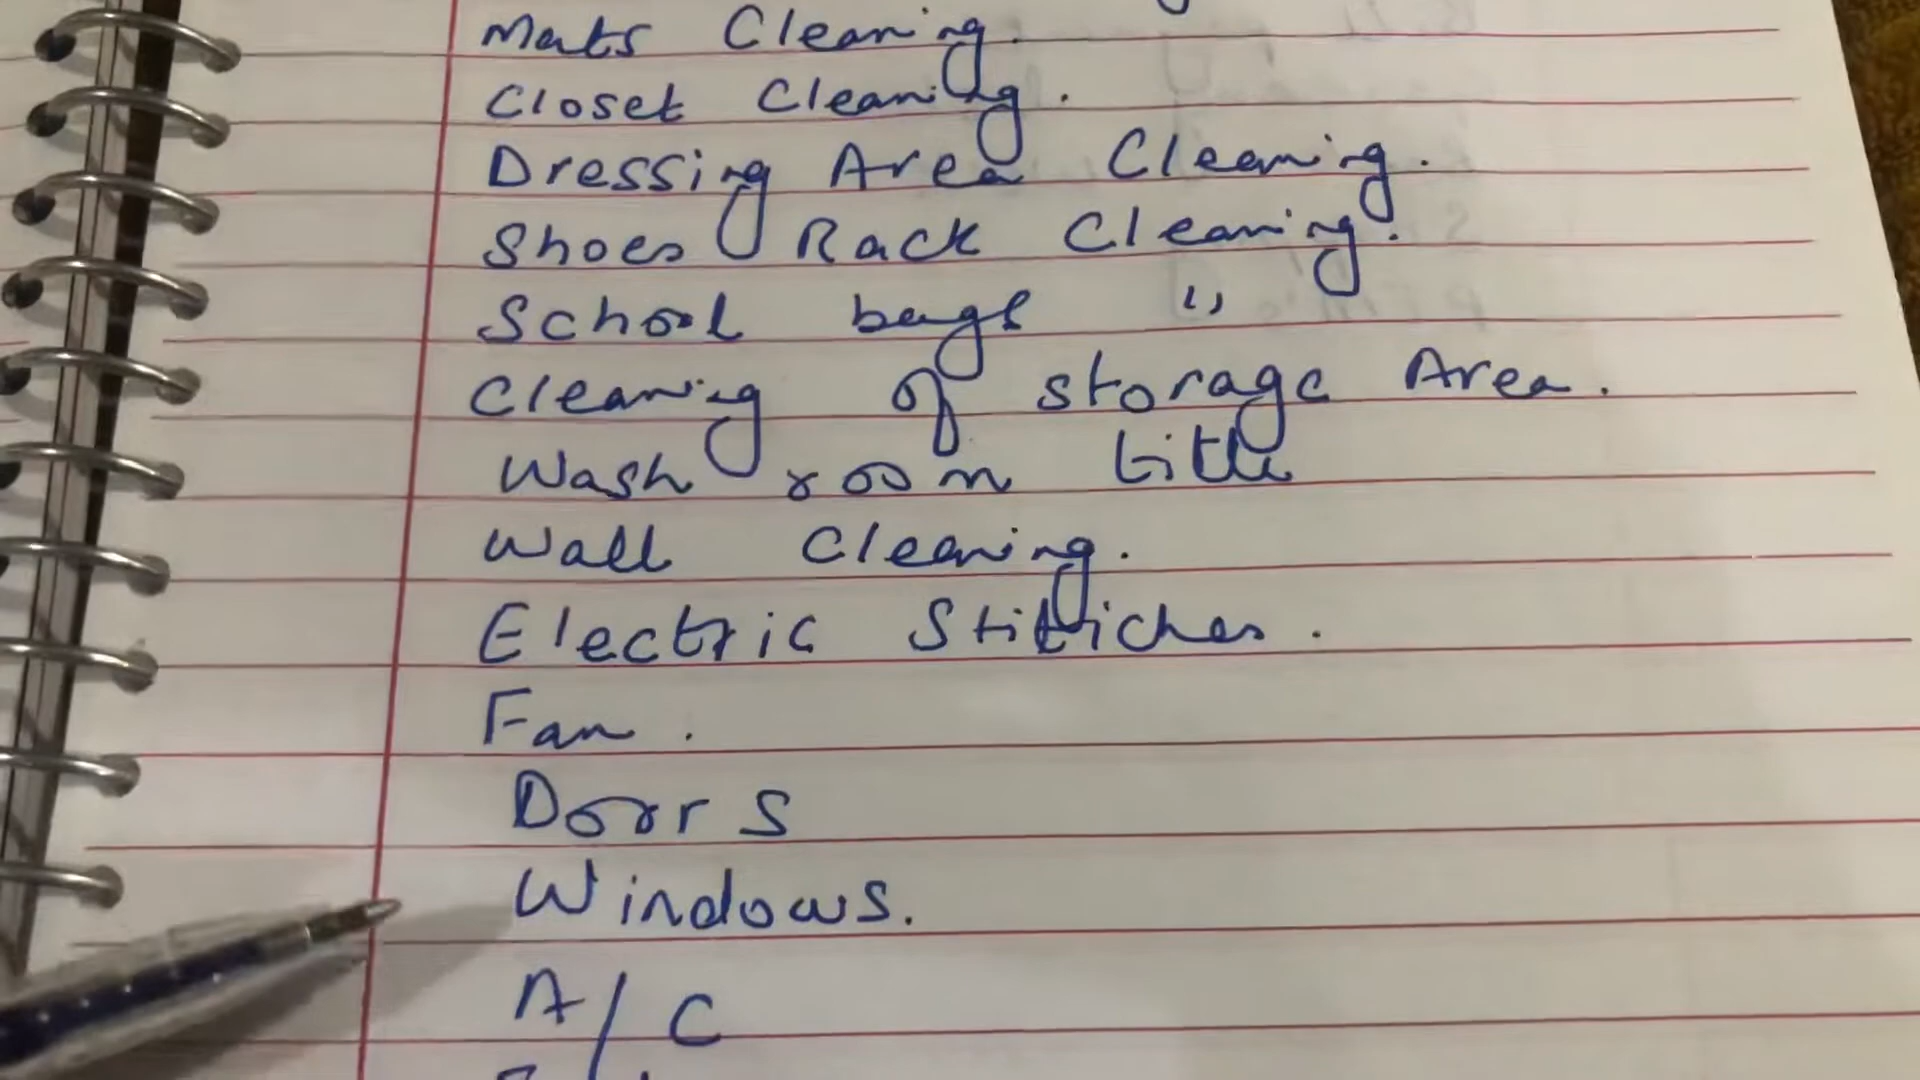 Mats Cleaning.
Closet Cleaning.
Dressing Area Cleaning.
Shoes Rack Cleaning.
School bags "
Cleaning of storage Area.
Wash room
Wall Cleaning.
Electric
Fan.
Doors
Windows.
A/C